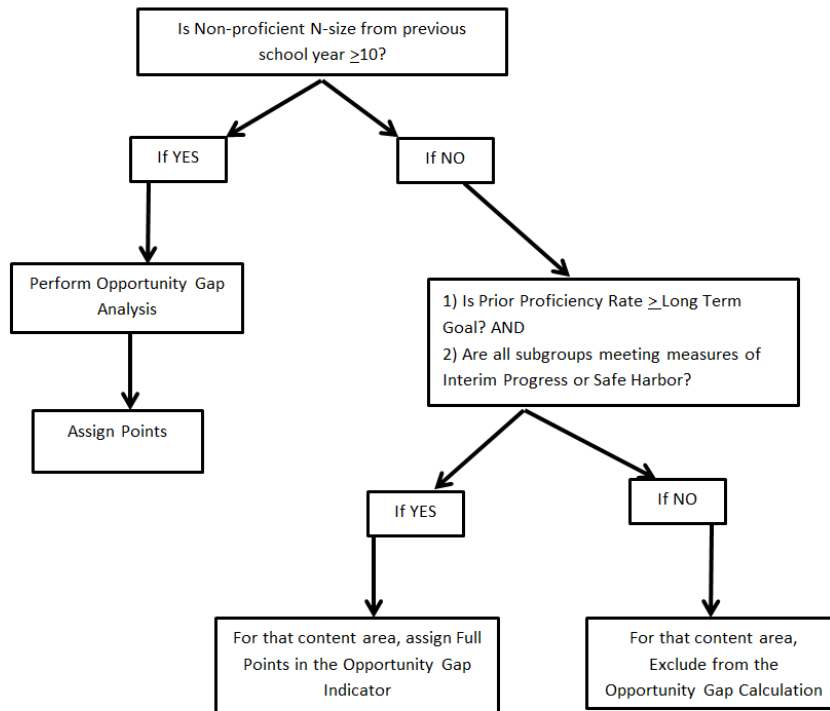 Is Non-proficient N-size from previous
school year ≥10?
If YES
If NO
Perform Opportunity Gap
Analysis
1) Is Prior Proficiency Rate ≥ Long Term
Goal? AND
2) Are all subgroups meeting measures of
Interim Progress or Safe Harbor?
Assign Points
If YES
If NO
For that content area, assign Full
Points in the Opportunity Gap
Indicator
For that content area,
Exclude from the
Opportunity Gap Calculation